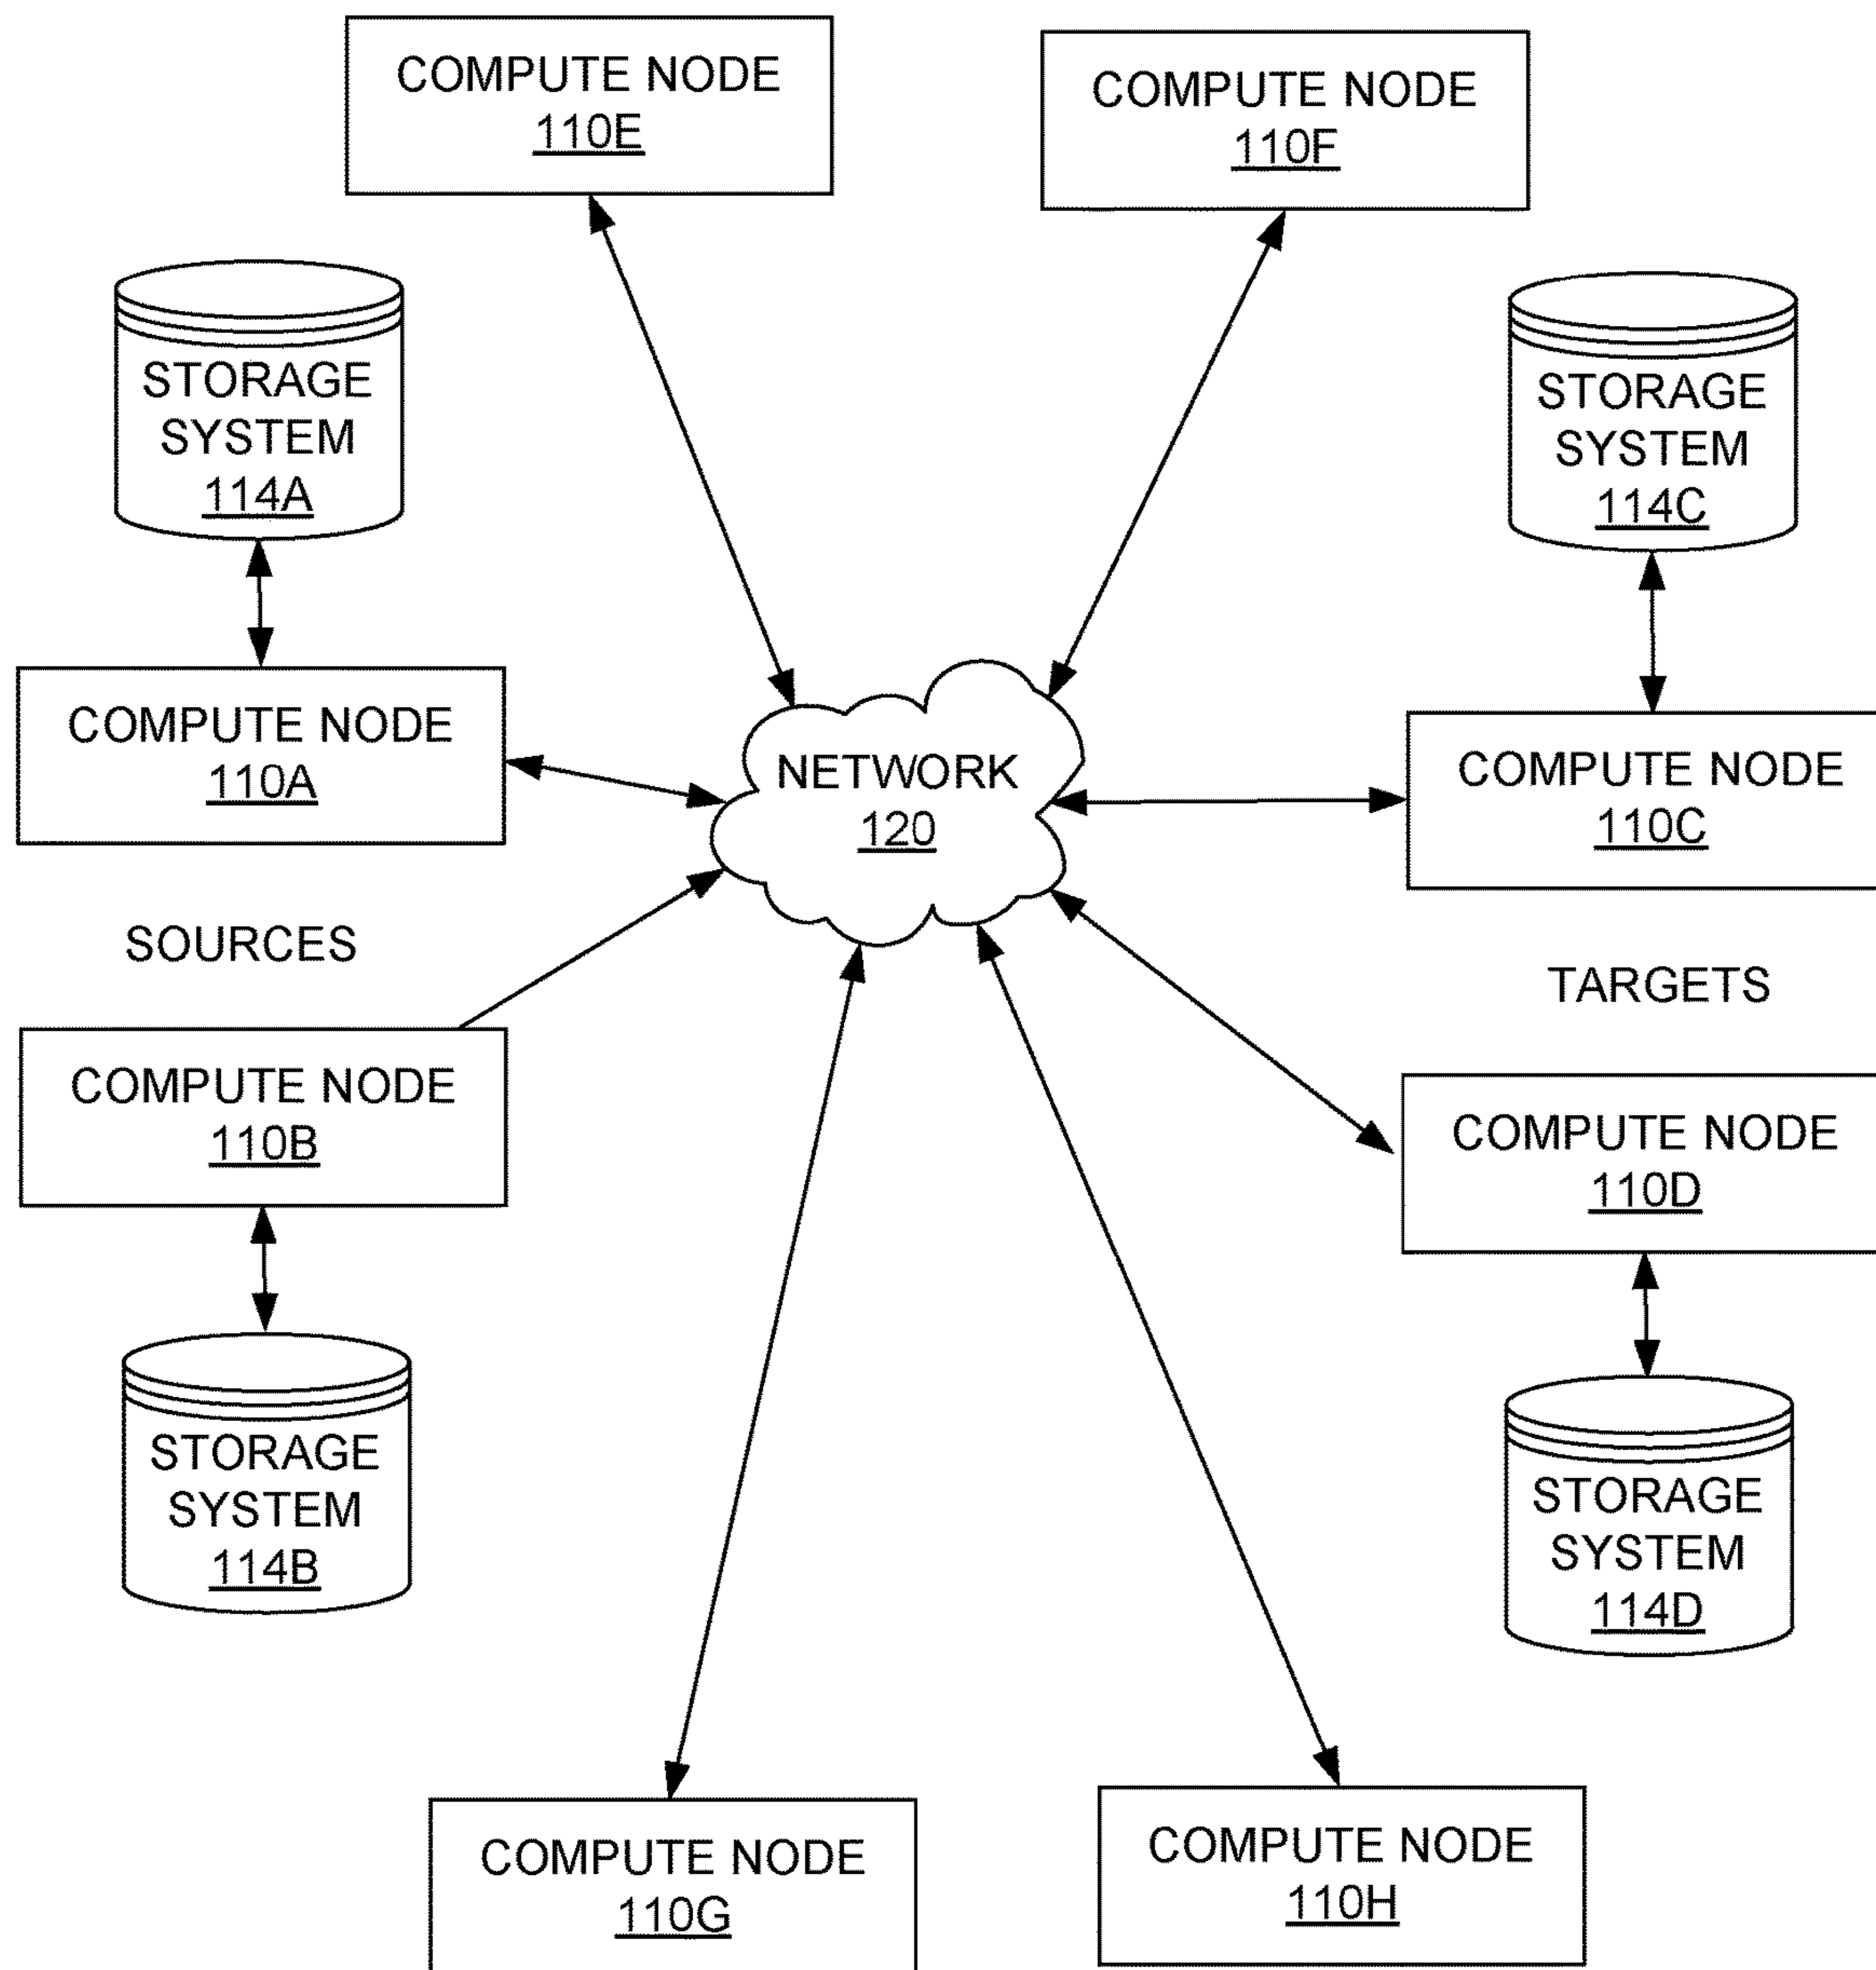 COMPUTE NODE
110E
COMPUTE NODE
110F
STORAGE
SYSTEM
114A
STORAGE
SYSTEM
114C
COMPUTE NODE
110A
NETWORK
120
COMPUTE NODE
110C
SOURCES
TARGETS
COMPUTE NODE
110B
COMPUTE NODE
110D
STORAGE
SYSTEM
114B
STORAGE
SYSTEM
114D
COMPUTE NODE
110G
COMPUTE NODE
110H